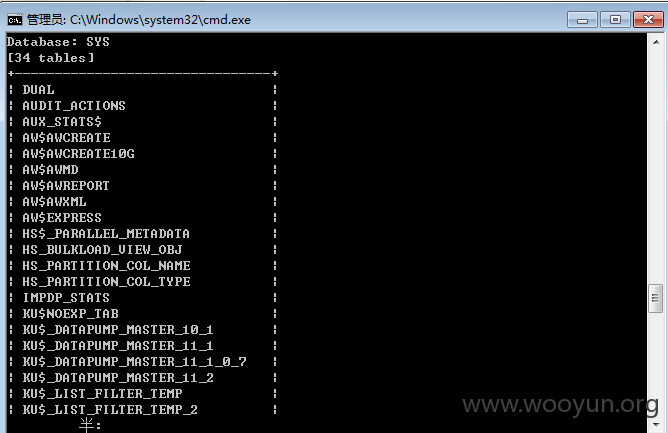 管理员: C:\Windows\system32\cmd.exe
Database: SYS
[34 tables]
+--------------------------------+
| DUAL |
| AUDIT_ACTIONS |
| AUX_STATS$ |
| AW$AWCREATE |
| AW$AWCREATE10G |
| AW$AWMD |
| AW$AWREPORT |
| AW$AWXML |
| AW$EXPRESS |
| HS$_PARALLEL_METADATA |
| HS_BULKLOAD_VIEW_OBJ |
| HS_PARTITION_COL_NAME |
| HS_PARTITION_COL_TYPE |
| IMPDP_STATS |
| KU$NOEXP_TAB |
| KU$_DATAPUMP_MASTER_10_1 |
| KU$_DATAPUMP_MASTER_11_1 |
| KU$_DATAPUMP_MASTER_11_1_0_7 |
| KU$_DATAPUMP_MASTER_11_2 |
| KU$_LIST_FILTER_TEMP |
| KU$_LIST_FILTER_TEMP_2 |
半:
www.wooyun.org